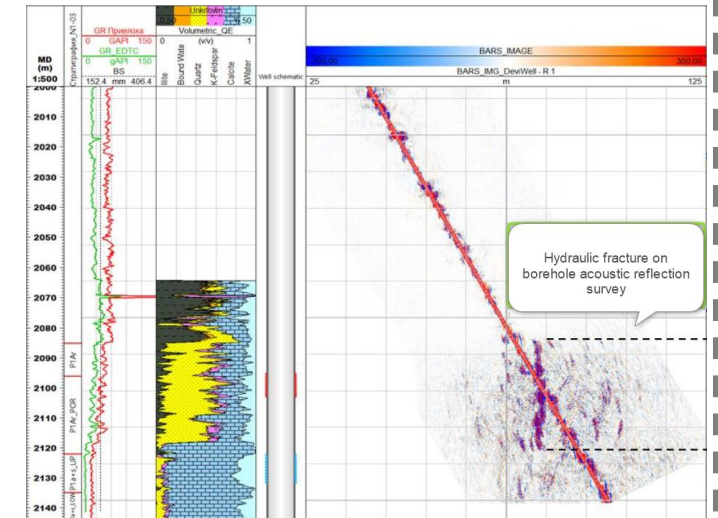 Unknown
0.50
50
Стратиграфия_N1-03
GR Привязка
0 GAPI 150
GR_EDTC
0 gAPI 150
BS
152.4 mm 406.4
Volumetric_QE
0 (v/v) 1
Illite
Bound Wate
Quartz
K-Feldspar
Calcite
XWater
Well schematic
BARS_IMAGE
300.00
300.00
BARS_IMG_DeviWell - R 1
25 m 125
MD
(m)
1:500
2000
2010
2020
2030
2040
2050
2060
2070
2080
2090
2100
2110
2120
2130
2140
P1Ar
P1Ar_POR
P1a+s_UP
Hydraulic fracture on
borehole acoustic reflection
survey